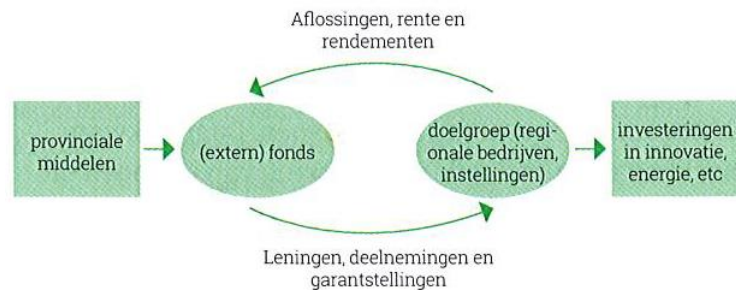 Aflossingen, rente en
rendementen
provinciale
middelen
(extern) fonds
doelgroep (regi-
onale bedrijven,
instellingen)
investeringen
in innovatie,
energie, etc
Leningen, deelnemingen en
garantstellingen